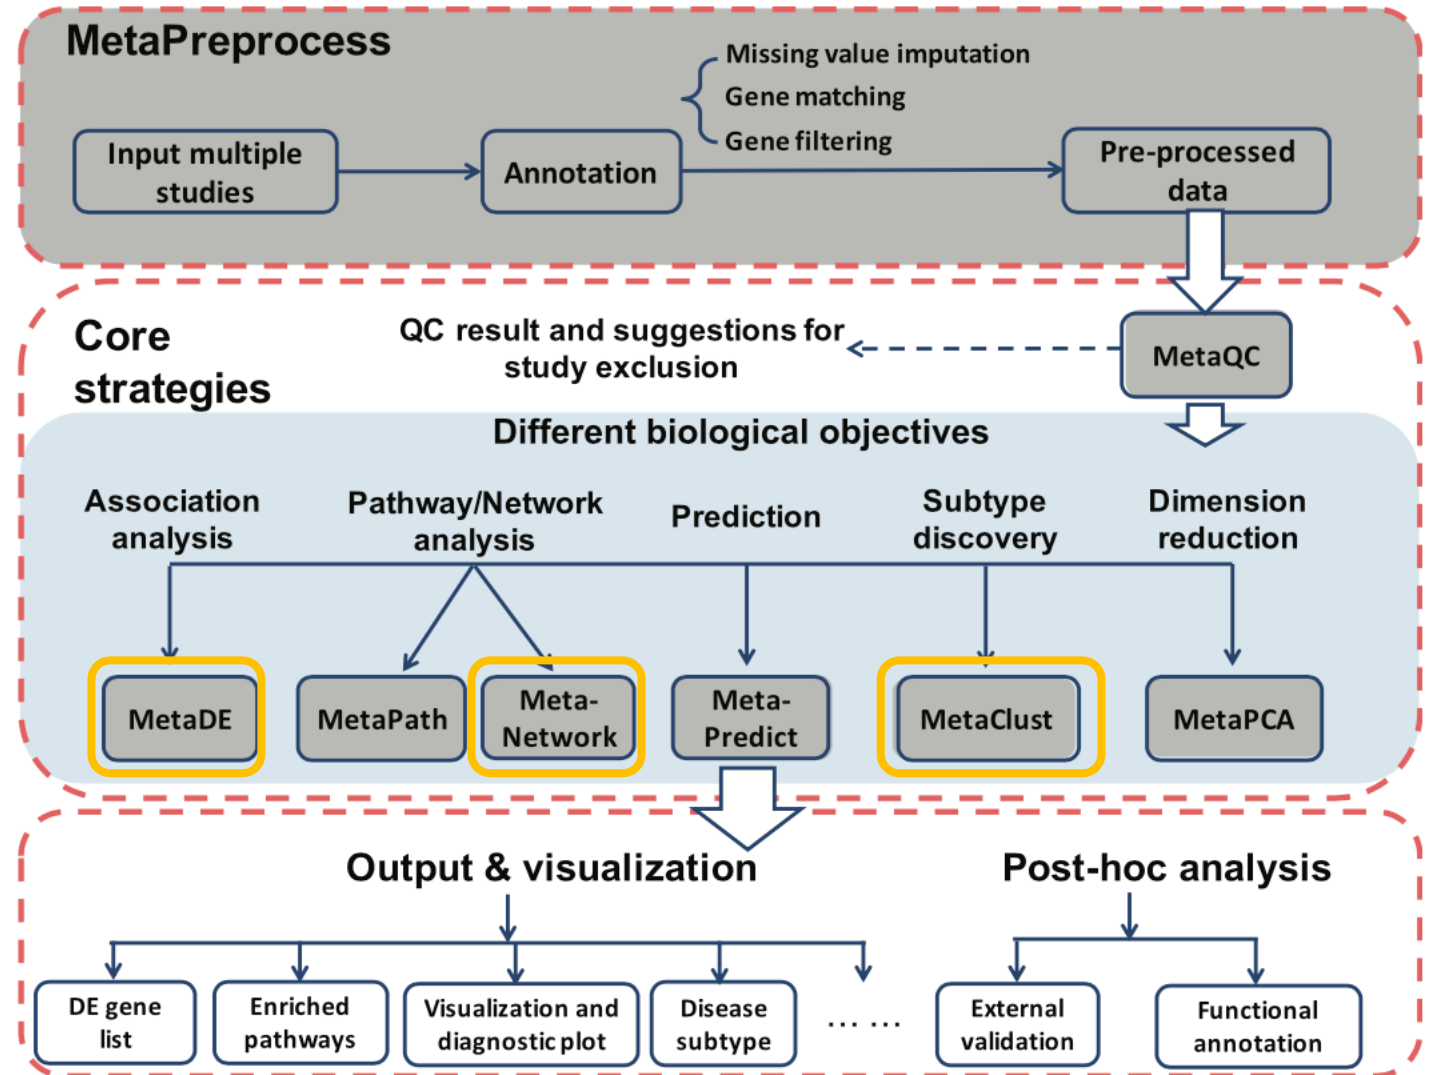 MetaPreprocess
Missing value imputation
Gene matching
Gene filtering
Input multiple
studies
Annotation
Pre-processed
data
Core
strategies
QC result and suggestions for
study exclusion
MetaQC
Different biological objectives
Association
analysis
Pathway/Network
analysis
Prediction
Subtype
discovery
Dimension
reduction
MetaDE
MetaPath
Meta-
Network
Meta-
Predict
MetaClust
MetaPCA
Output & visualization
Post-hoc analysis
DE gene
list
Enriched
pathways
Visualization and
diagnostic plot
Disease
subtype
... ...
External
validation
Functional
annotation